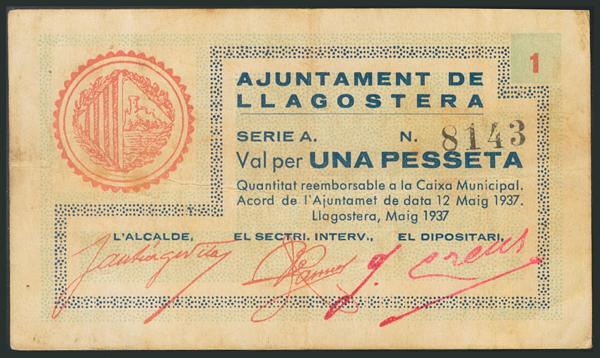 1
AJUNTAMENT DE
LLAGOSTERA
SERIE A. N. 8143
Val per UNA PESSETA
Quantitat reemborsable a la Caixa Municipal.
Acord de l'Ajuntamet de data 12 Maig 1937.
Llagostera, Maig 1937
L'ALCALDE, EL SECTRI. INTERV., EL DIPOSITARI,